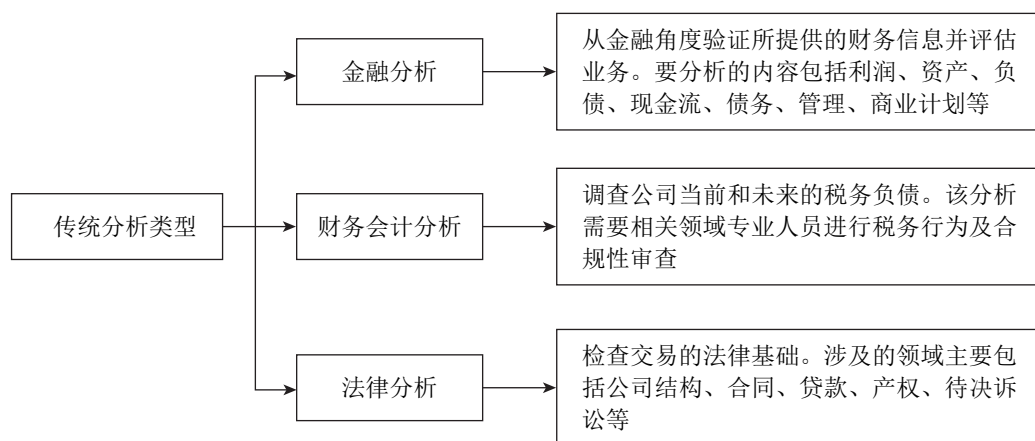 传统分析类型
金融分析
从金融角度验证所提供的财务信息并评估
业务。要分析的内容包括利润、资产、负
债、现金流、债务、管理、商业计划等
财务会计分析
调查公司当前和未来的税务负债。该分析
需要相关领域专业人员进行税务行为及合
规性审查
法律分析
检查交易的法律基础。涉及的领域主要包
括公司结构、合同、贷款、产权、待决诉
讼等